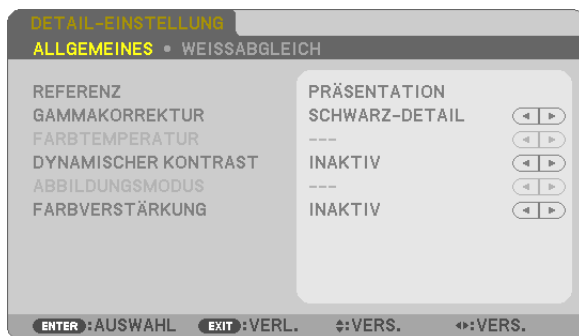 DETAIL-EINSTELLUNG
ALLGEMEINES • WEISSABGLEICH
REFERENZ PRÄSENTATION
GAMMAKORREKTUR SCHWARZ-DETAIL
FARBTEMPERATUR ---
DYNAMISCHER KONTRAST INAKTIV
ABBILDUNGSMODUS ---
FARBVERSTÄRKUNG INAKTIV
ENTER:AUSWAHL EXIT:VERL. :VERS. :VERS.